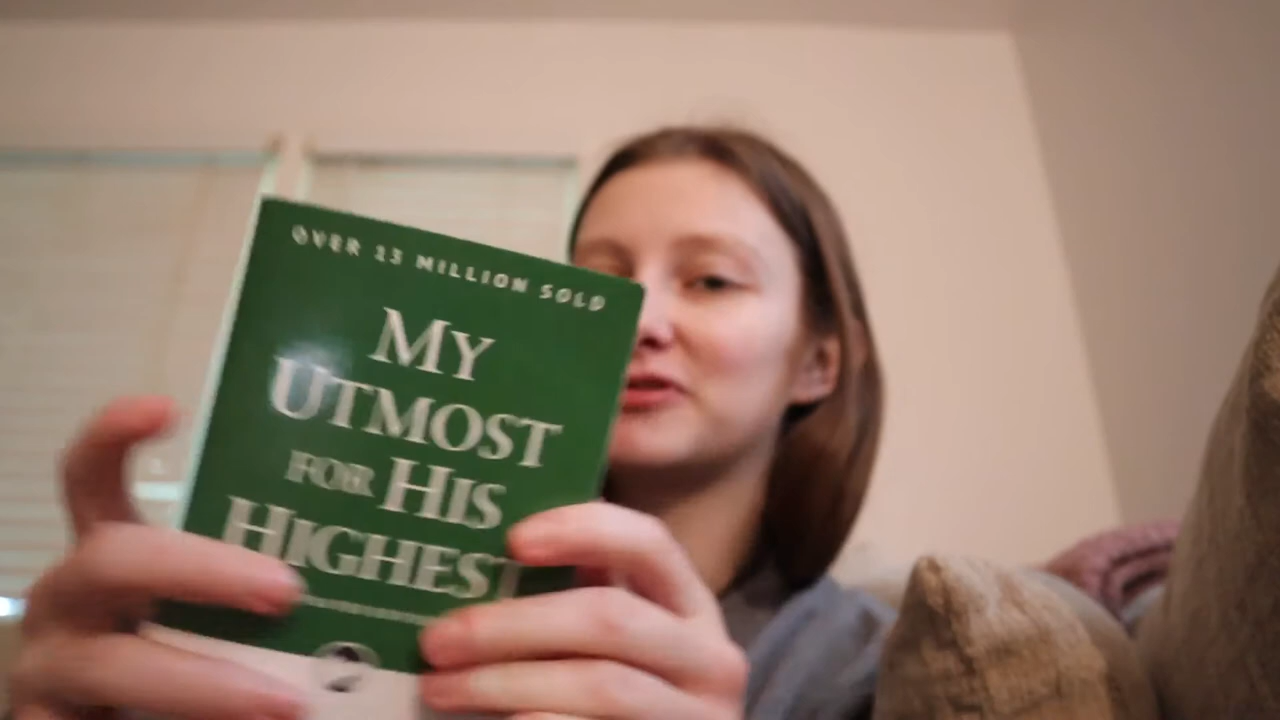 OVER 13 MILLION SOLD
MY
UTMOST
FOR HIS
HIGHEST